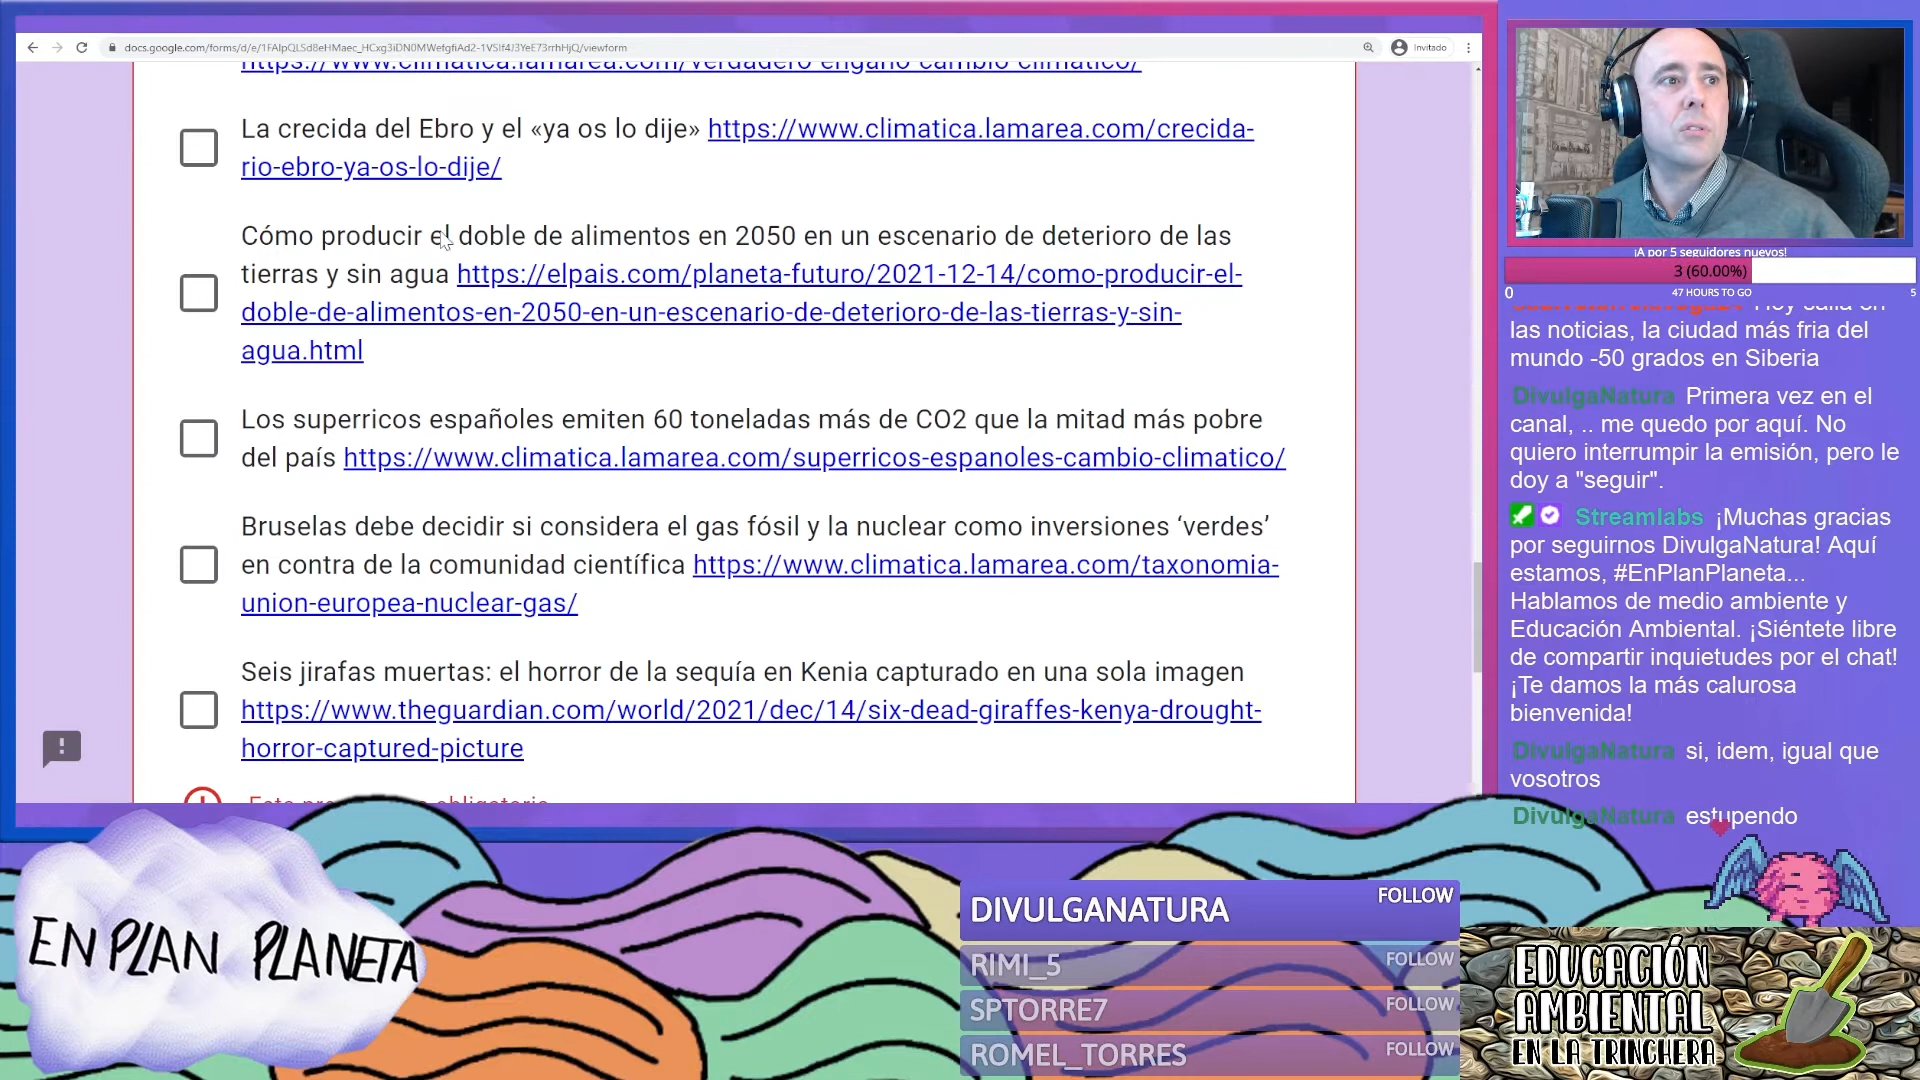 docs.google.com/forms/d/e/1FAIpQLSd8eHMaec_HCxg3iDN0MWefgfiAd2-1VSlf4J3YeE73rrhHjQ/viewform
Invitado
https://www.climatica.lamarea.com/verdadero-engano-cambio-climatico/
La crecida del Ebro y el «ya os lo dije» https://www.climatica.lamarea.com/crecida-
rio-ebro-ya-os-lo-dije/
Cómo producir el doble de alimentos en 2050 en un escenario de deterioro de las
tierras y sin agua https://elpais.com/planeta-futuro/2021-12-14/como-producir-el-
doble-de-alimentos-en-2050-en-un-escenario-de-deterioro-de-las-tierras-y-sin-
agua.html
Los superricos españoles emiten 60 toneladas más de CO2 que la mitad más pobre
del país https://www.climatica.lamarea.com/superricos-espanoles-cambio-climatico/
Bruselas debe decidir si considera el gas fósil y la nuclear como inversiones ‘verdes’
en contra de la comunidad científica https://www.climatica.lamarea.com/taxonomia-
union-europea-nuclear-gas/
Seis jirafas muertas: el horror de la sequía en Kenia capturado en una sola imagen
https://www.theguardian.com/world/2021/dec/14/six-dead-giraffes-kenya-drought-
horror-captured-picture
¡A por 5 seguidores nuevos!
3 (60.00%)
0 47 HOURS TO GO 5
Hoy salía en
las noticias, la ciudad más fria del
mundo -50 grados en Siberia
DivulgaNatura Primera vez en el
canal, .. me quedo por aquí. No
quiero interrumpir la emisión, pero le
doy a "seguir".
Streamlabs ¡Muchas gracias
por seguirnos DivulgaNatura! Aquí
estamos, #EnPlanPlaneta...
Hablamos de medio ambiente y
Educación Ambiental. ¡Siéntete libre
de compartir inquietudes por el chat!
¡Te damos la más calurosa
bienvenida!
DivulgaNatura si, idem, igual que
vosotros
DivulgaNatura estupendo
EN PLAN PLANETA
DIVULGANATURA FOLLOW
RIMI_5 FOLLOW
SPTORRE7 FOLLOW
ROMEL_TORRES FOLLOW
EDUCACIÓN
AMBIENTAL
EN LA TRINCHERA